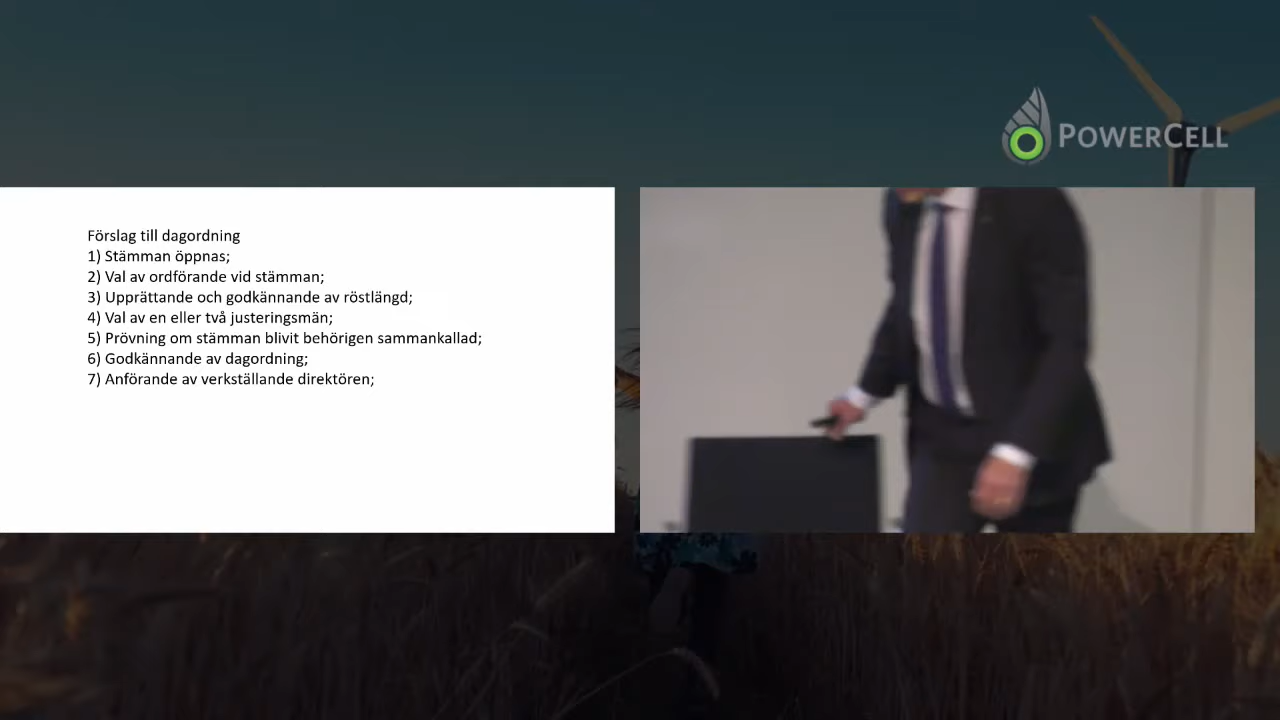 POWERCELL
Förslag till dagordning
1) Stämman öppnas;
2) Val av ordförande vid stämman;
3) Upprättande och godkännande av röstlängd;
4) Val av en eller två justeringsmän;
5) Prövning om stämman blivit behörigen sammankallad;
6) Godkännande av dagordning;
7) Anförande av verkställande direktören;